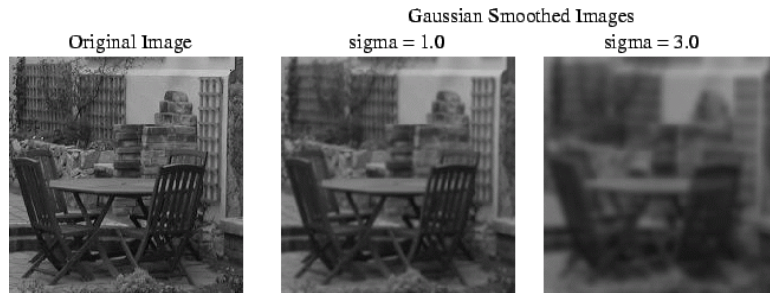 Gaussian Smoothed Images
Original Image
sigma = 1.0
sigma = 3.0